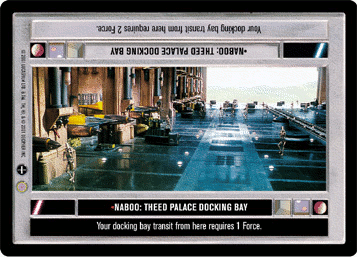 Your docking bay transit from here requires 2 Force.
•NABOO: THEED PALACE DOCKING BAY
•NABOO: THEED PALACE DOCKING BAY
Your docking bay transit from here requires 1 Force.